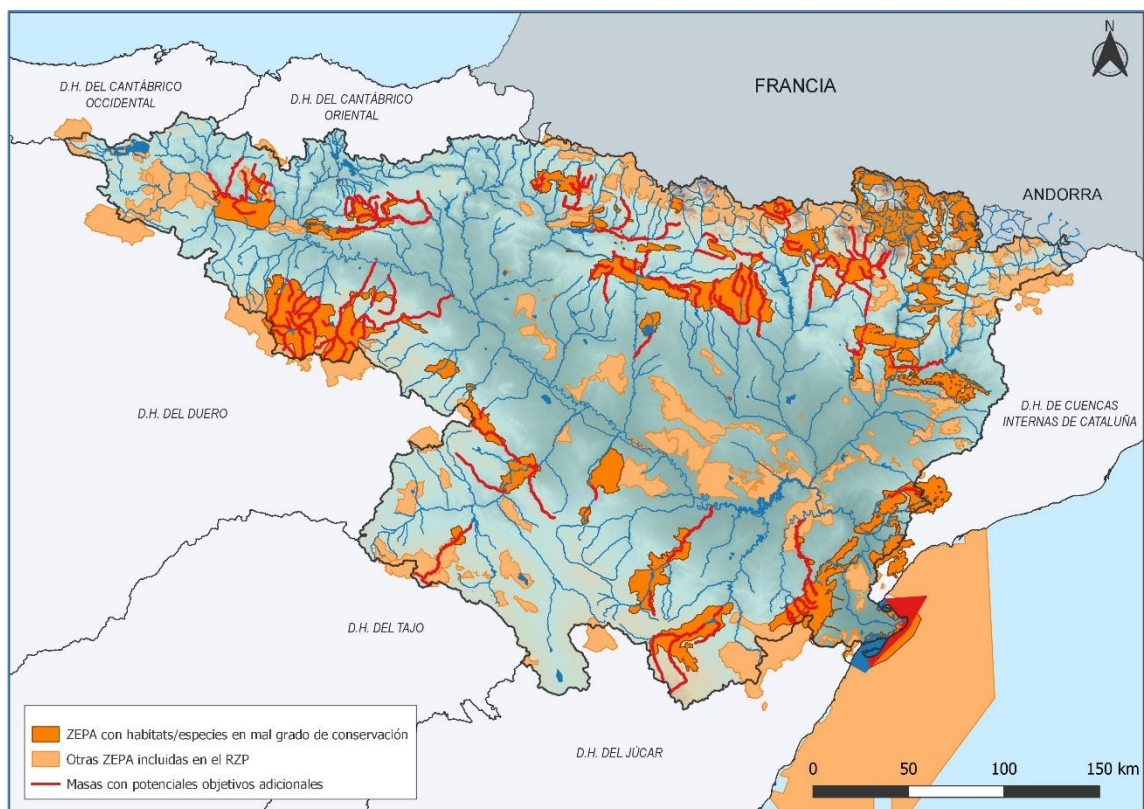 N
D.H. DEL CANTÁBRICO
OCCIDENTAL
D.H. DEL CANTÁBRICO
ORIENTAL
FRANCIA
ANDORRA
D.H. DEL DUERO
D.H. DE CUENCAS
INTERNAS DE CATALUÑA
D.H. DEL TAJO
D.H. DEL JÚCAR
ZEPA con habitats/especies en mal grado de conservación
Otras ZEPA incluidas en el RZP
Masas con potenciales objetivos adicionales
0 50 100 150 km